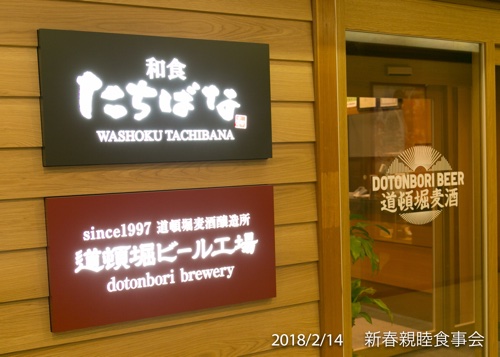 和食
たちばな
WASHOKU TACHIBANA
since1997 道頓堀麦酒醸造所
道頓堀ビール工場
dotonbori brewery
DOTONBORI BEER
道頓堀麦酒
2018/2/14 新春親睦食事会